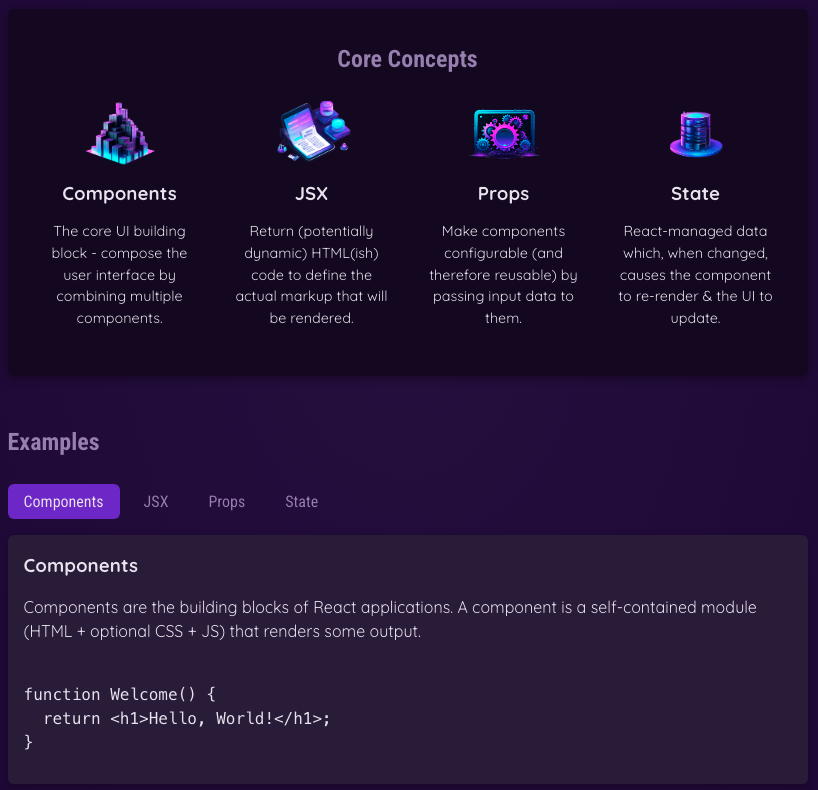 Core Concepts
Components
The core UI building
block - compose the
user interface by
combining multiple
components.
JSX
Return (potentially
dynamic) HTML(ish)
code to define the
actual markup that will
be rendered.
Props
Make components
configurable (and
therefore reusable) by
passing input data to
them.
State
React-managed data
which, when changed,
causes the component
to re-render & the UI to
update.
Examples
Components JSX Props State
Components
Components are the building blocks of React applications. A component is a self-contained module
(HTML + optional CSS + JS) that renders some output.
function Welcome() {
  return <h1>Hello, World!</h1>;
}